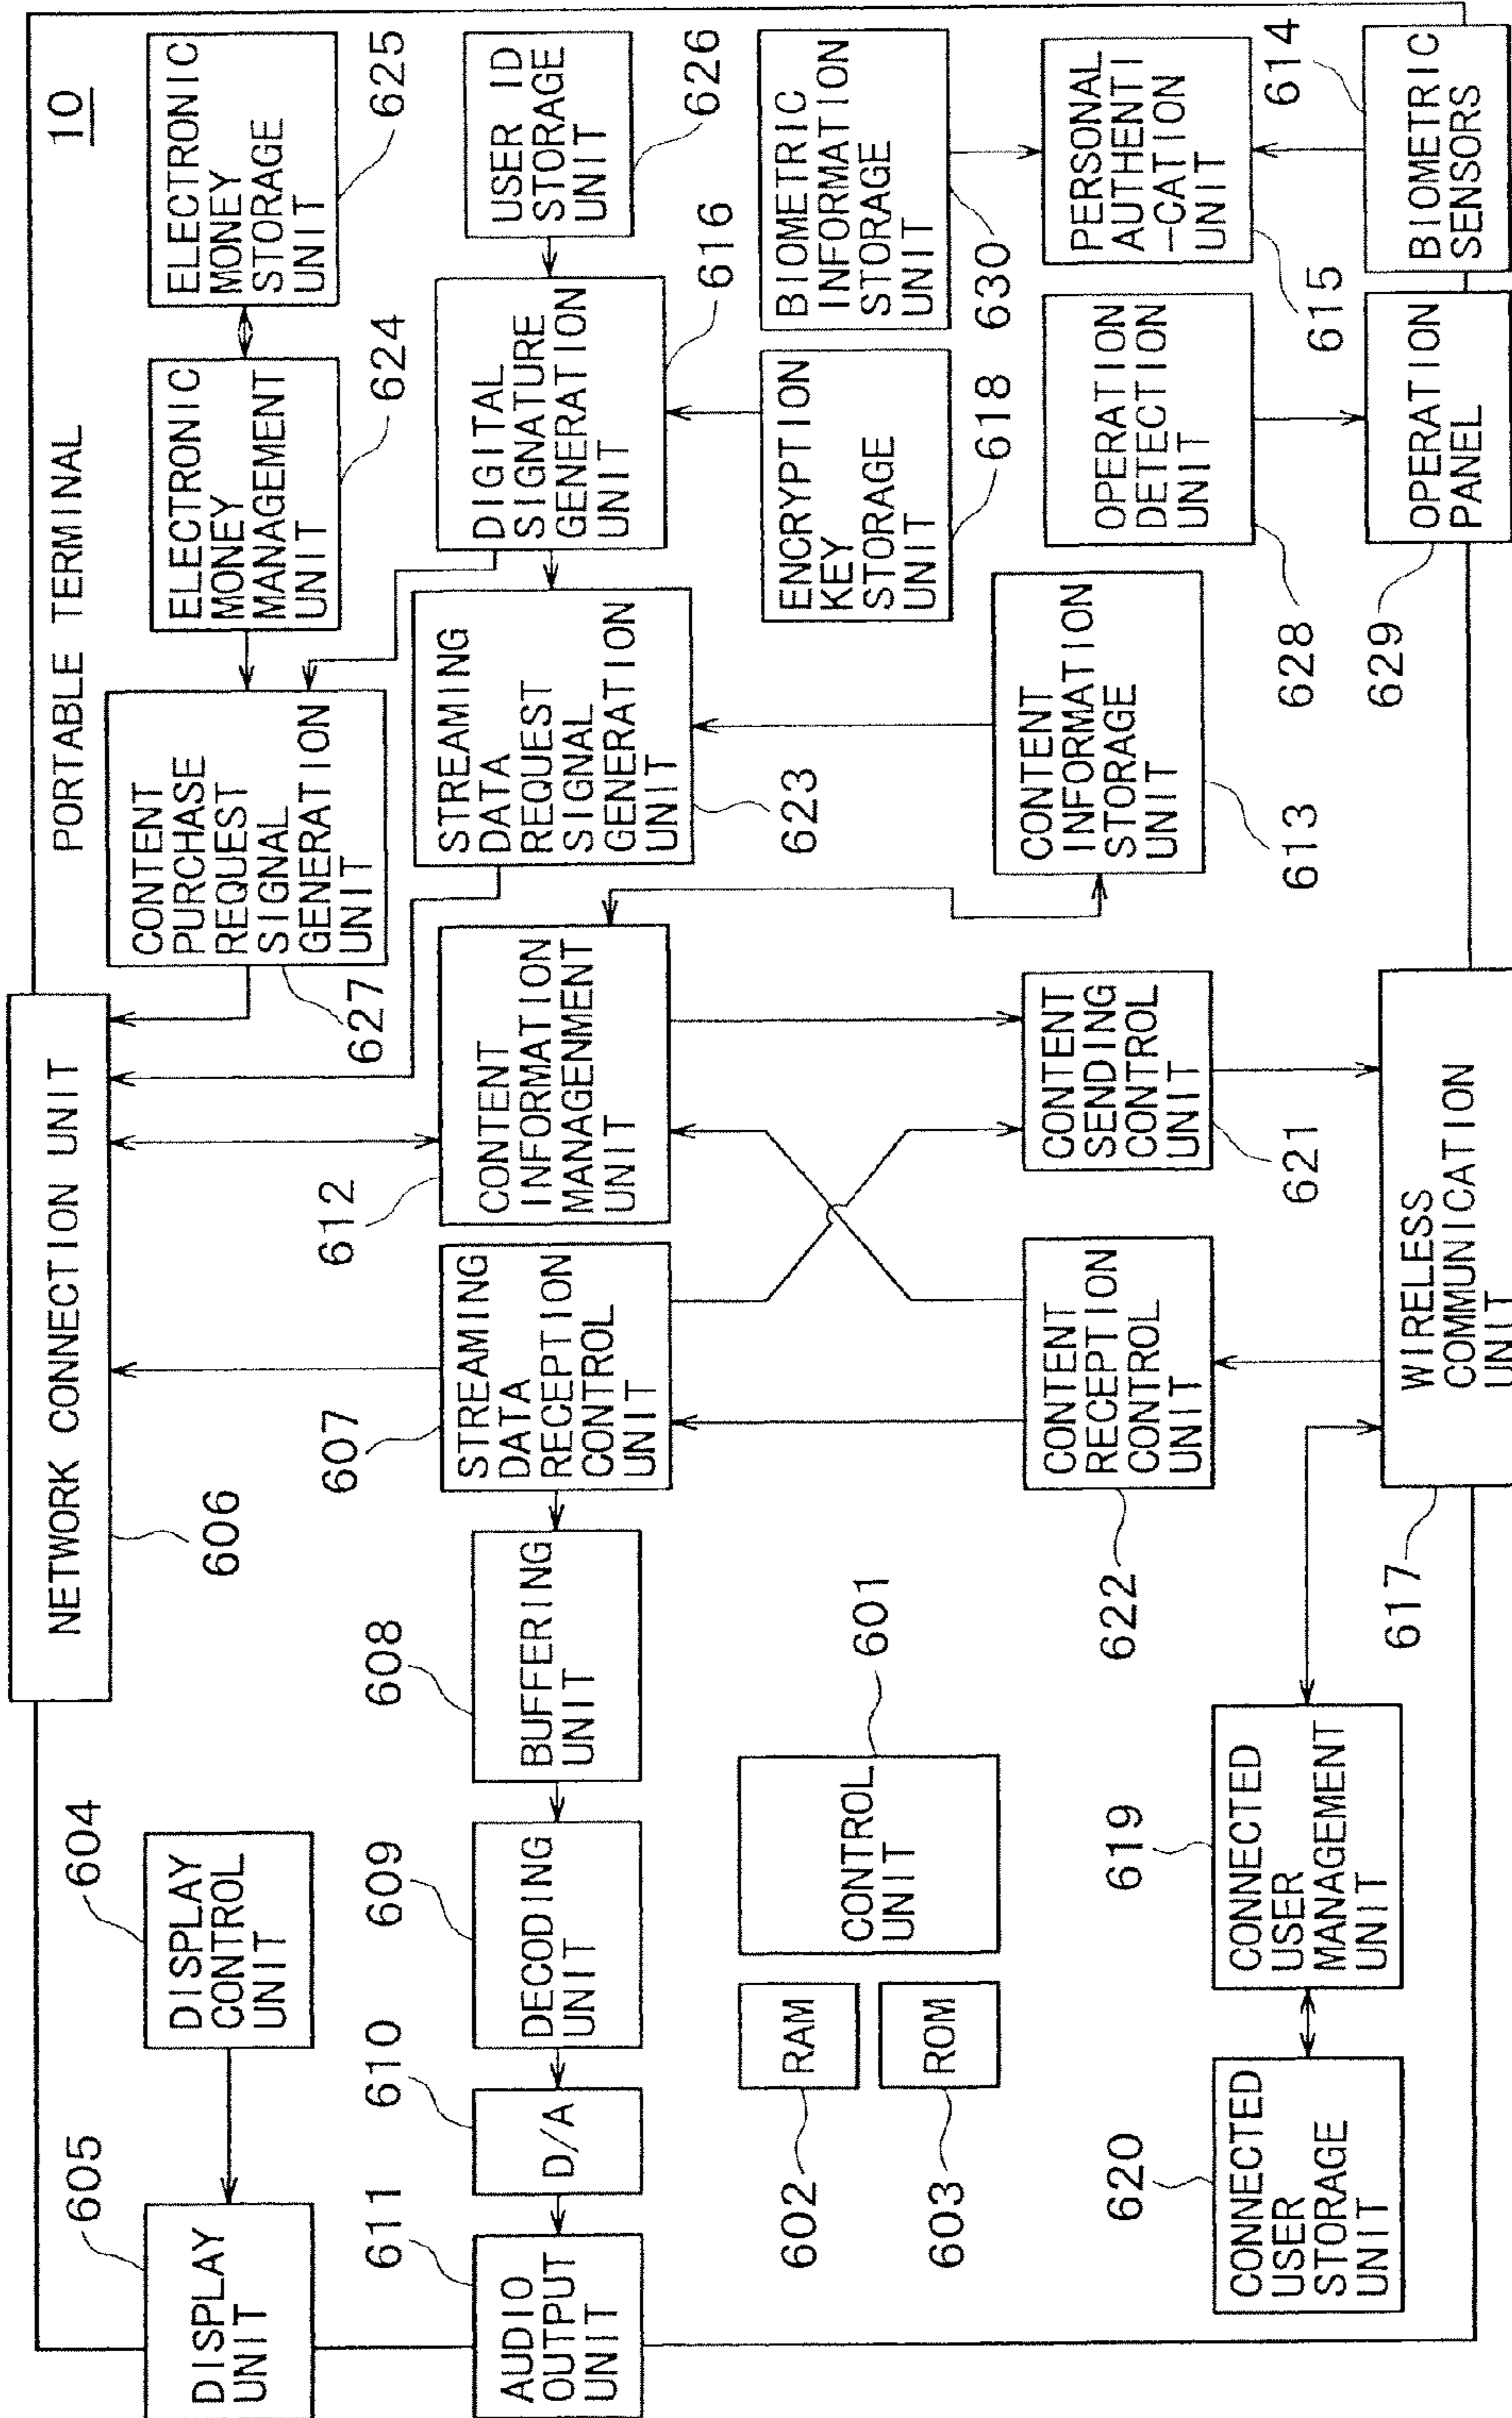 PORTABLE TERMINAL
10
605
DISPLAY
UNIT
604
DISPLAY
CONTROL
UNIT
NETWORK CONNECTION UNIT
606
CONTENT
PURCHASE
REQUEST
SIGNAL
GENERATION
UNIT
627
ELECTRONIC
MONEY
MANAGEMENT
UNIT
624
ELECTRONIC
MONEY
STORAGE
UNIT
625
611
AUDIO
OUTPUT
UNIT
610
D/A
609
DECODING
UNIT
608
BUFFERING
UNIT
607
STREAMING
DATA
RECEPTION
CONTROL
UNIT
612
CONTENT
INFORMATION
MANAGENMENT
UNIT
STREAMING
DATA
REQUEST
SIGNAL
GENERATION
UNIT
623
DIGITAL
SIGNATURE
GENERATION
UNIT
616
USER ID
STORAGE
UNIT
626
RAM
602
ROM
603
CONTROL
UNIT
601
ENCRYPTION
KEY
STORAGE
UNIT
618
BIOMETRIC
INFORMATION
STORAGE
UNIT
630
CONTENT
RECEPTION
CONTROL
UNIT
622
CONTENT
SENDING
CONTROL
UNIT
621
CONTENT
INFORMATION
STORAGE
UNIT
613
OPERATION
DETECTION
UNIT
628
PERSONAL
AUTHENTI
-CATION
UNIT
615
620
CONNECTED
USER
STORAGE
UNIT
619
CONNECTED
USER
MANAGEMENT
UNIT
617
WIRELESS
COMMUNICATION
UNIT
629
OPERATION
PANEL
BIOMETRIC
SENSORS
614